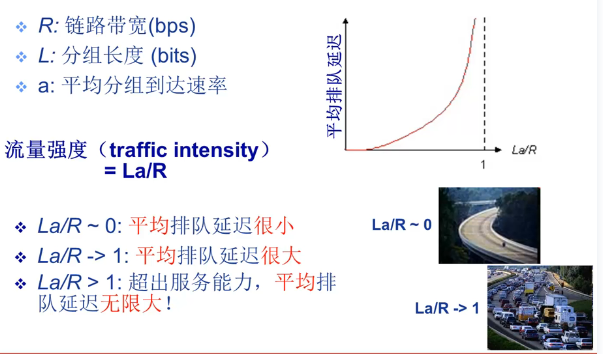 R: 链路带宽(bps)
L: 分组长度 (bits)
a: 平均分组到达速率
流量强度（traffic intensity）
= La/R
La/R ~ 0: 平均排队延迟很小
La/R -> 1: 平均排队延迟很大
La/R > 1: 超出服务能力，平均排
队延迟无限大！
平均排队延迟
La/R
1
La/R ~ 0
La/R -> 1